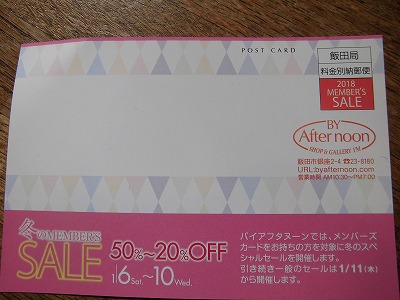 POST CARD
飯田局
料金別納郵便
2018
MEMBER'S
SALE
BY
Afternoon
SHOP & GALLERY I'M
飯田市銀座2-4 ☎23-8180
URL:byafternoon.com
営業時間 AM10:30～PM7:00
冬のMEMBER'S
SALE
50%～20%OFF
1/6Sat.～10Wed.
バイアフタヌーンでは、メンバーズ
カードをお持ちの方を対象に冬のスペ
シャルセールを開催します。
引き続き一般のセールは1/11(木)
から開催します。